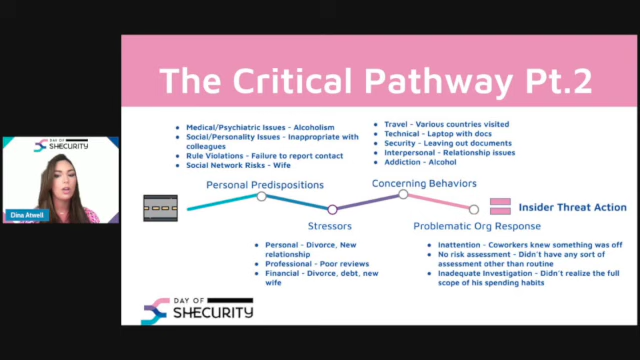 The Critical Pathway Pt.2
DAY OF
SHECURITY
Dina Atwell
● Medical/Psychiatric Issues - Alcoholism
● Social/Personality Issues - Inappropriate with
colleagues
● Rule Violations - Failure to report contact
● Social Network Risks - Wife
● Travel - Various countries visited
● Technical - Laptop with docs
● Security - Leaving out documents
● Interpersonal - Relationship issues
● Addiction - Alcohol
Personal Predispositions
Concerning Behaviors
Insider Threat Action
Stressors
Problematic Org Response
● Personal - Divorce, New
relationship
● Professional - Poor reviews
● Financial - Divorce, debt, new
wife
● Inattention - Coworkers knew something was off
● No risk assessment - Didn't have any sort of
assessment other than routine
● Inadequate Investigation - Didn't realize the full
scope of his spending habits
DAY OF
SHECURITY